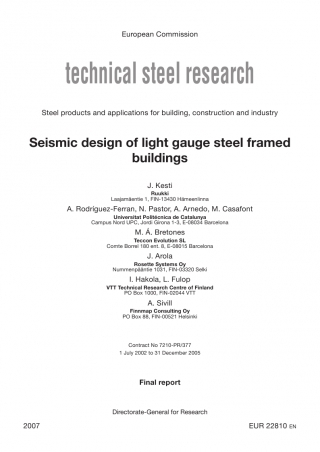 European Commission
technical steel research
Steel products and applications for building, construction and industry
Seismic design of light gauge steel framed
buildings
J. Kesti
Ruukki
Laajamäentie 1, FIN-13430 Hämeenlinna
A. Rodríguez-Ferran, N. Pastor, A. Arnedo, M. Casafont
Universitat Politécnica de Catalunya
Campus Nord UPC, Jordi Girona 1-3, E-08034 Barcelona
M. Á. Bretones
Teccon Evolution SL
Comte Borrel 180 ent. 8, E-08015 Barcelona
J. Arola
Rosette Systems Oy
Nummenpääntie 1031, FIN-03320 Selki
I. Hakola, L. Fulop
VTT Technical Research Centre of Finland
PO Box 1000, FIN-02044 VTT
A. Sivill
Finnmap Consulting Oy
PO Box 88, FIN-00521 Helsinki
Contract No 7210-PR/377
1 July 2002 to 31 December 2005
Final report
Directorate-General for Research
2007 EUR 22810 EN